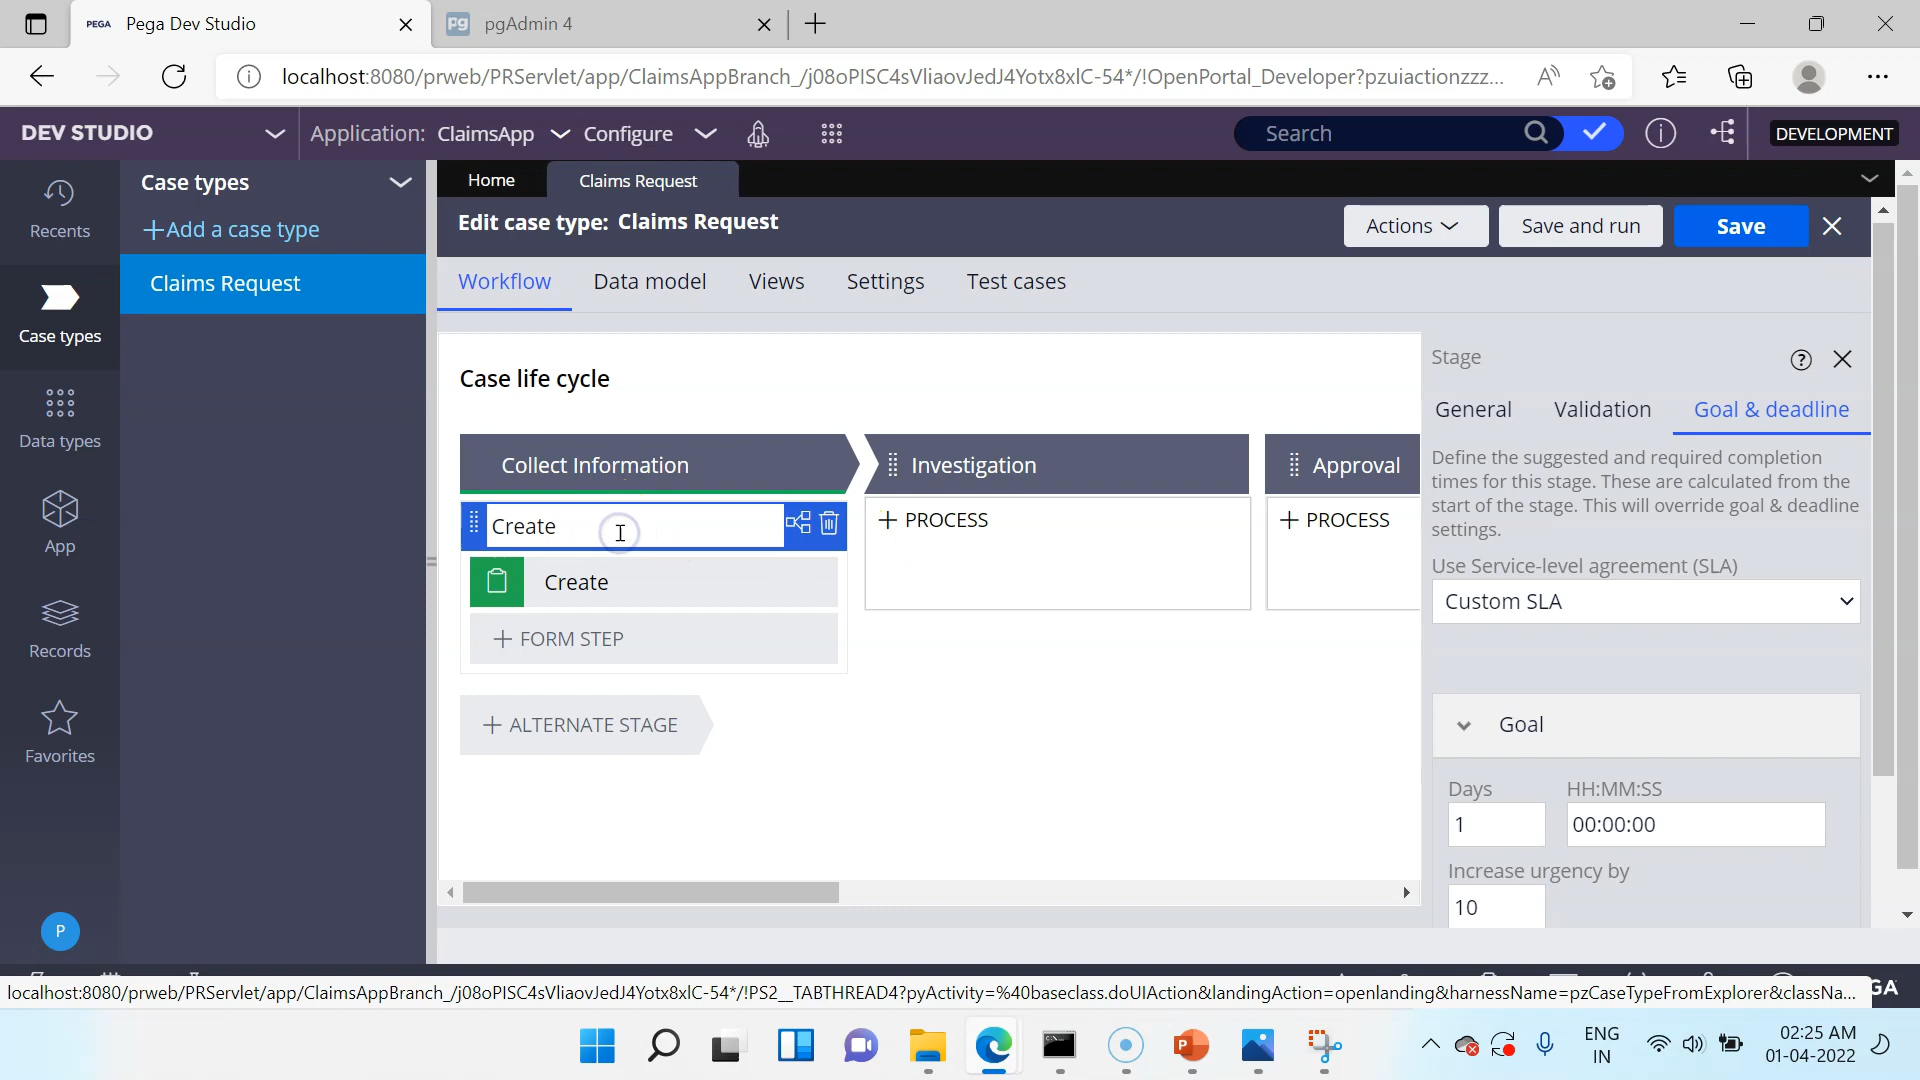 PEGA Pega Dev Studio
pg pgAdmin 4
localhost:8080/prweb/PRServlet/app/ClaimsAppBranch_/j08oPISC4sVliaovJedJ4Yotx8xlC-54*/!OpenPortal_Developer?pzuiactionzzz...
DEV STUDIO
Application: ClaimsApp
Configure
Search
DEVELOPMENT
Recents
Case types
Data types
App
Records
Favorites
P
Case types
+Add a case type
Claims Request
Home
Claims Request
Edit case type: Claims Request
Actions
Save and run
Save
Workflow
Data model
Views
Settings
Test cases
Case life cycle
Collect Information
Investigation
Approval
Create
+ PROCESS
+ PROCESS
Create
+ FORM STEP
+ ALTERNATE STAGE
Stage
General
Validation
Goal & deadline
Define the suggested and required completion
times for this stage. These are calculated from the
start of the stage. This will override goal & deadline
settings.
Use Service-level agreement (SLA)
Custom SLA
Goal
Days
HH:MM:SS
1
00:00:00
Increase urgency by
10
localhost:8080/prweb/PRServlet/app/ClaimsAppBranch_/j08oPISC4sVliaovJedJ4Yotx8xlC-54*/!PS2__TABTHREAD4?pyActivity=%40baseclass.doUIAction&landingAction=openlanding&harnessName=pzCaseTypeFromExplorer&classNa...
GA
ENG
IN
02:25 AM
01-04-2022